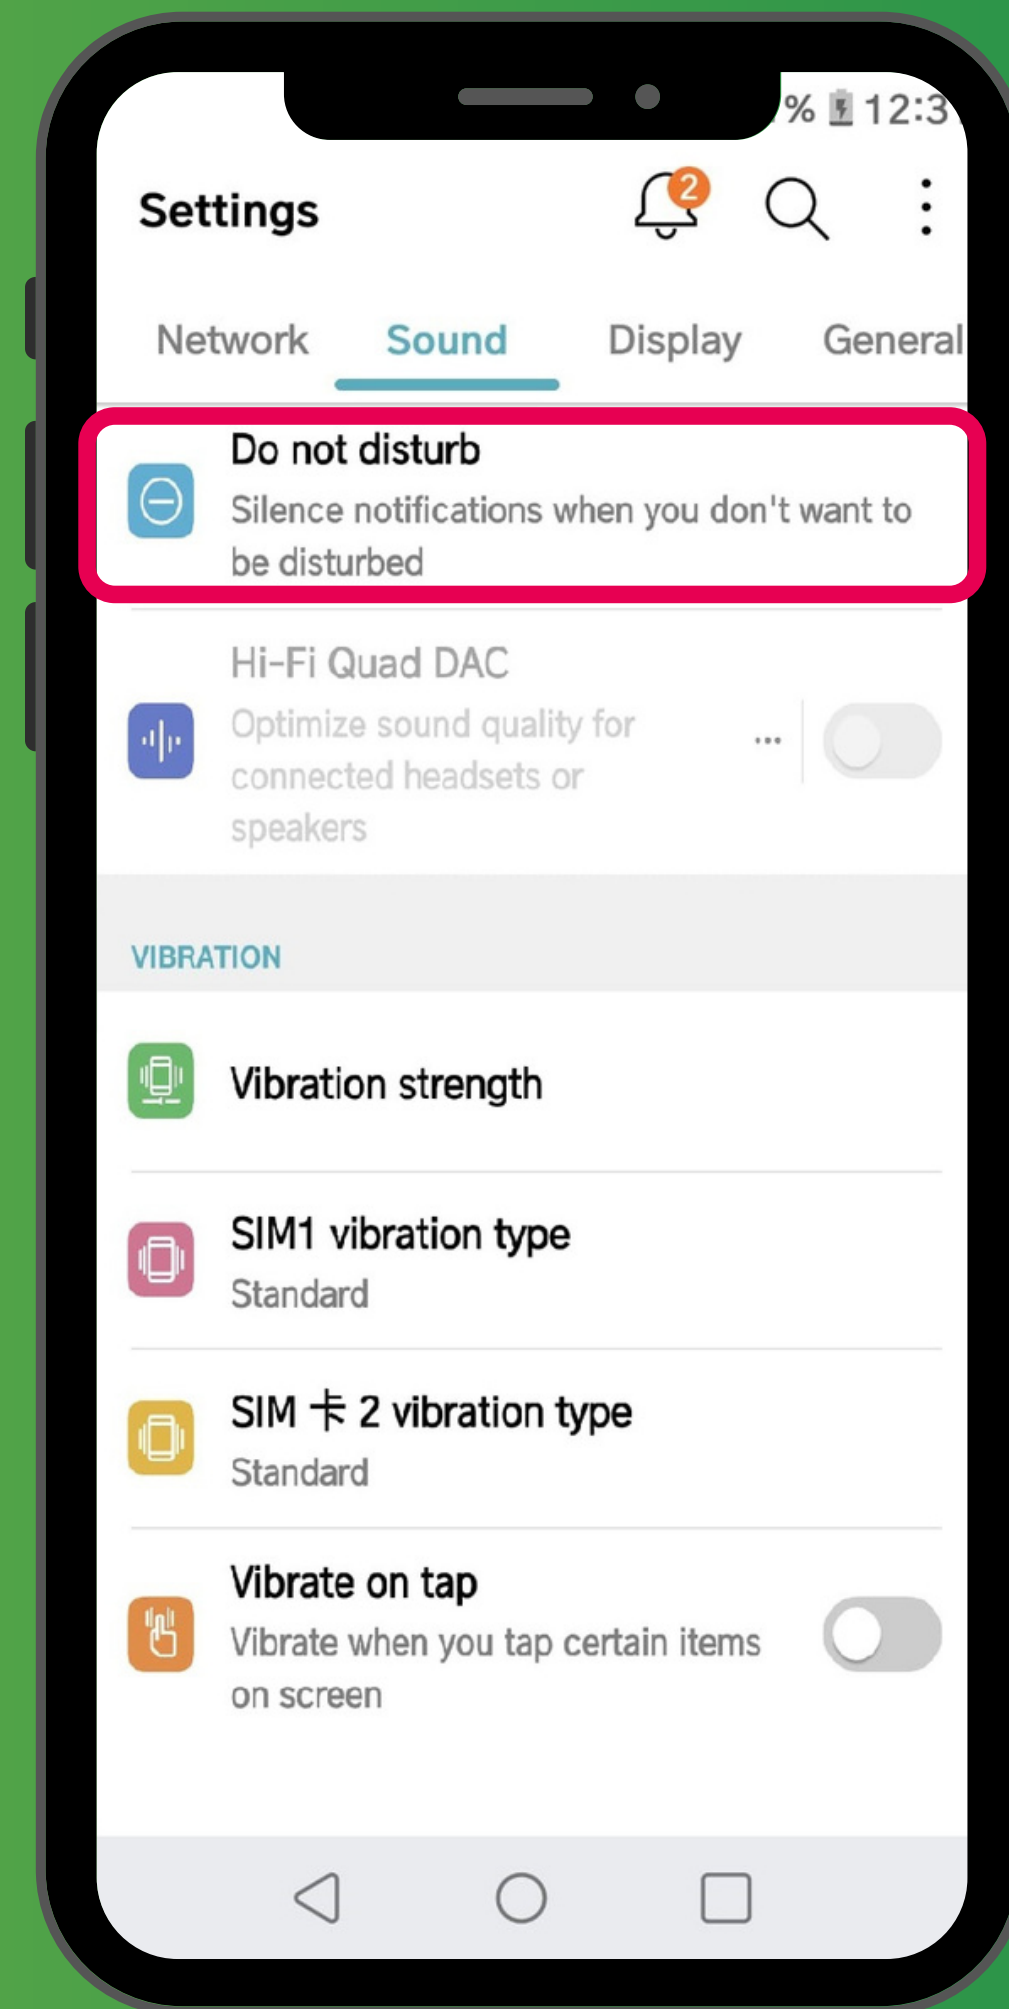 % 12:3
Settings
2
Network Sound Display General
Do not disturb
Silence notifications when you don't want to
be disturbed
Hi-Fi Quad DAC
Optimize sound quality for
connected headsets or
speakers
VIBRATION
Vibration strength
SIM1 vibration type
Standard
SIM 卡 2 vibration type
Standard
Vibrate on tap
Vibrate when you tap certain items
on screen